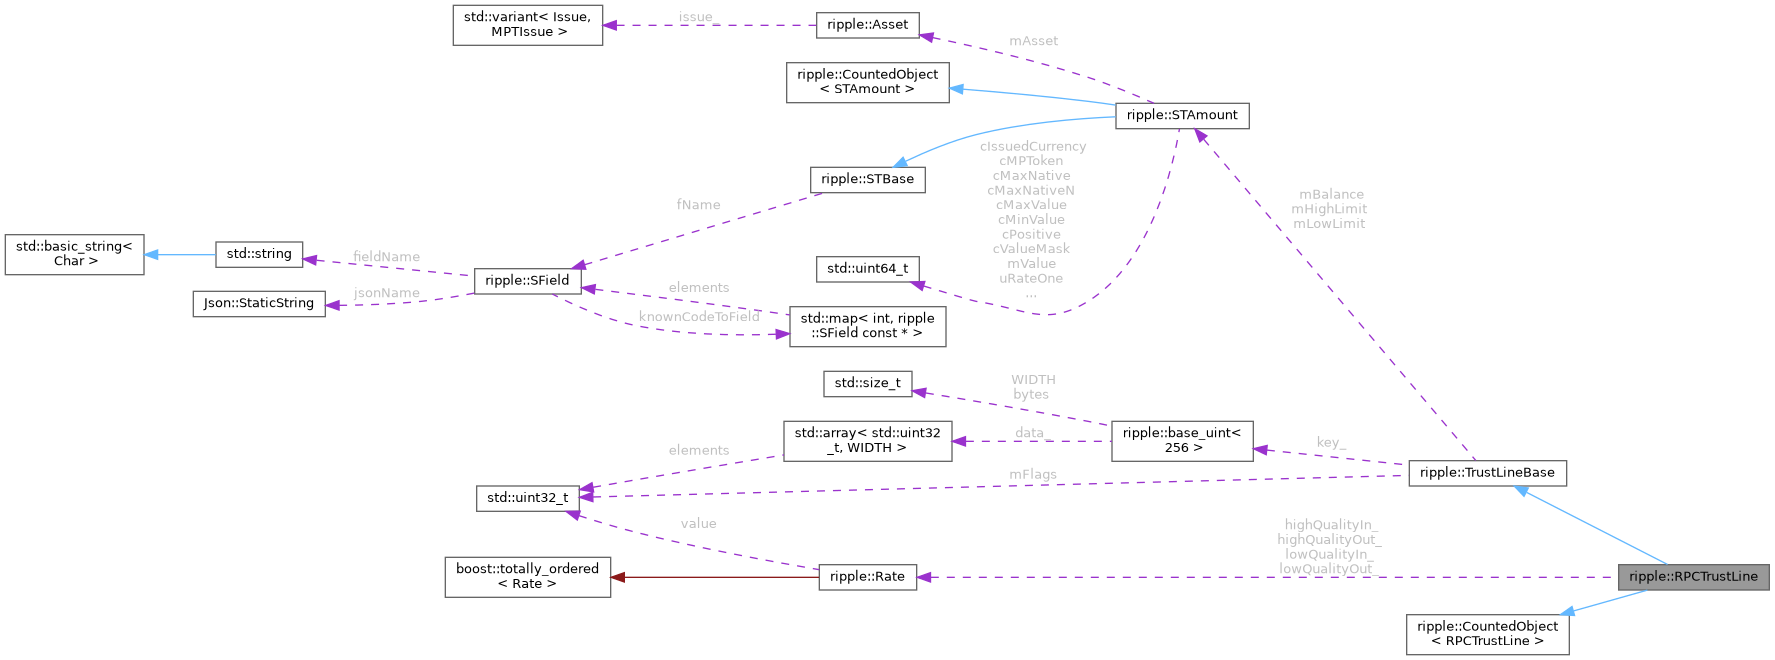 std::variant< Issue,
MPTIssue >
issue_
ripple::Asset
mAsset
ripple::CountedObject
< STAmount >
ripple::STAmount
cIssuedCurrency
cMPToken
cMaxNative
cMaxNativeN
cMaxValue
cMinValue
cPositive
cValueMask
mValue
uRateOne
...
ripple::STBase
fName
mBalance
mHighLimit
mLowLimit
std::basic_string<
Char >
std::string
fieldName
ripple::SField
Json::StaticString
jsonName
elements
knownCodeToField
std::uint64_t
std::map< int, ripple
::SField const * >
std::size_t
WIDTH
bytes
std::array< std::uint32
_t, WIDTH >
data_
ripple::base_uint<
256 >
key_
ripple::TrustLineBase
elements
mFlags
std::uint32_t
value
boost::totally_ordered
< Rate >
ripple::Rate
highQualityIn_
highQualityOut_
lowQualityIn_
lowQualityOut_
ripple::RPCTrustLine
ripple::CountedObject
< RPCTrustLine >